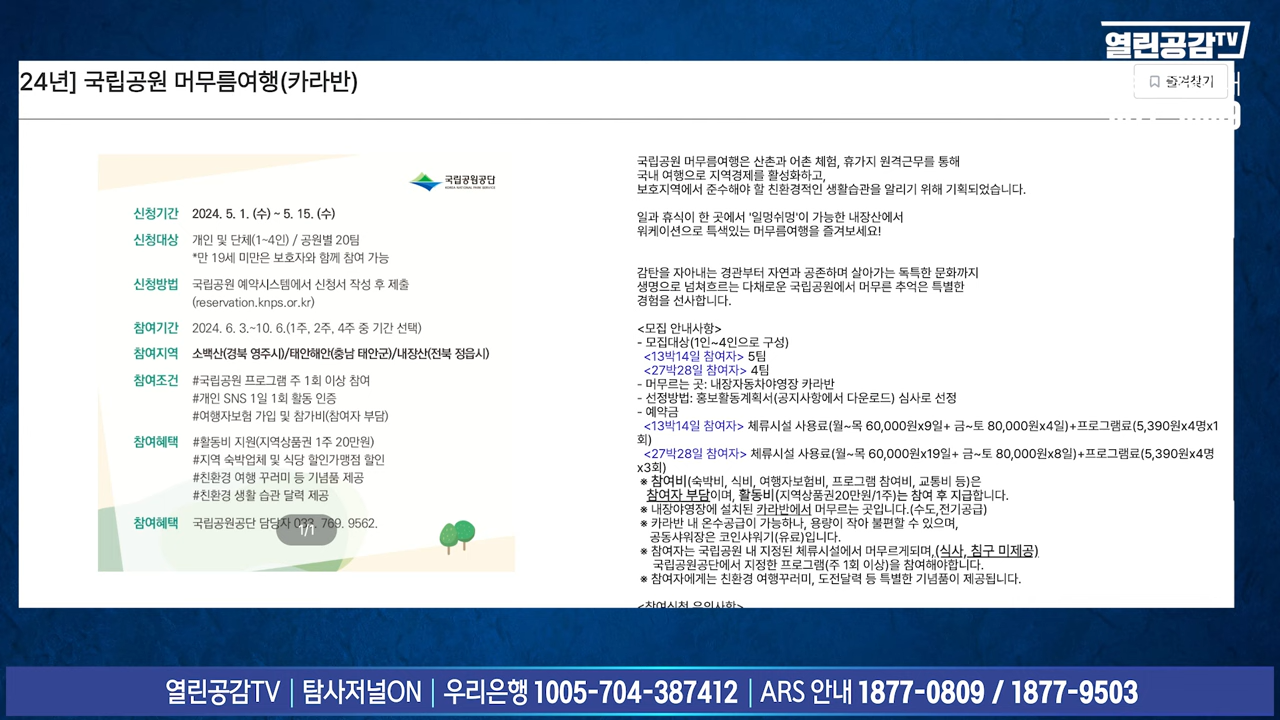 열린공감TV
24년] 국립공원 머무름여행(카라반)
즐겨찾기
국립공원공단
KOREA NATIONAL PARK SERVICE
신청기간 2024. 5. 1. (수) ~ 5. 15. (수)
신청대상 개인 및 단체(1~4인) / 공원별 20팀
*만 19세 미만은 보호자와 함께 참여 가능
신청방법 국립공원 예약시스템에서 신청서 작성 후 제출
(reservation.knps.or.kr)
참여기간 2024. 6. 3.~10. 6.(1주, 2주, 4주 중 기간 선택)
참여지역 소백산(경북 영주시)/태안해안(충남 태안군)/내장산(전북 정읍시)
참여조건 #국립공원 프로그램 주 1회 이상 참여
#개인 SNS 1일 1회 활동 인증
#여행자보험 가입 및 참가비(참여자 부담)
참여혜택 #활동비 지원(지역상품권 1주 20만원)
#지역 숙박업체 및 식당 할인가맹점 할인
#친환경 여행 꾸러미 등 기념품 제공
#친환경 생활 습관 달력 제공
참여혜택 국립공원공단 담당자 769. 9562.
1/1
국립공원 머무름여행은 산촌과 어촌 체험, 휴가지 원격근무를 통해
국내 여행으로 지역경제를 활성화하고,
보호지역에서 준수해야 할 친환경적인 생활습관을 알리기 위해 기획되었습니다.
일과 휴식이 한 곳에서 '일멍쉬멍'이 가능한 내장산에서
워케이션으로 특색있는 머무름여행을 즐겨보세요!
감탄을 자아내는 경관부터 자연과 공존하며 살아가는 독특한 문화까지
생명으로 넘쳐흐르는 다채로운 국립공원에서 머무른 추억은 특별한
경험을 선사합니다.
<모집 안내사항>
- 모집대상(1인~4인으로 구성)
<13박14일 참여자> 5팀
<27박28일 참여자> 4팀
- 머무르는 곳: 내장자동차야영장 카라반
- 선정방법: 홍보활동계획서(공지사항에서 다운로드) 심사로 선정
- 예약금
<13박14일 참여자> 체류시설 사용료(월~목 60,000원x9일+ 금~토 80,000원x4일)+프로그램료(5,390원x4명x1
회)
<27박28일 참여자> 체류시설 사용료(월~목 60,000원x19일+ 금~토 80,000원x8일)+프로그램료(5,390원x4명
x3회)
※ 참여비(숙박비, 식비, 여행자보험비, 프로그램 참여비, 교통비 등)은
참여자 부담이며, 활동비(지역상품권20만원/1주)는 참여 후 지급합니다.
※ 내장야영장에 설치된 카라반에서 머무르는 곳입니다.(수도,전기공급)
※ 카라반 내 온수공급이 가능하나, 용량이 작아 불편할 수 있으며,
공동샤워장은 코인샤워기(유료)입니다.
※ 참여자는 국립공원 내 지정된 체류시설에서 머무르게되며,(식사, 침구 미제공)
국립공원공단에서 지정한 프로그램(주 1회 이상)을 참여해야합니다.
※ 참여자에게는 친환경 여행꾸러미, 도전달력 등 특별한 기념품이 제공됩니다.
<참여신청 유의사항>
열린공감TV | 탐사저널ON | 우리은행 1005-704-387412 | ARS 안내 1877-0809 / 1877-9503